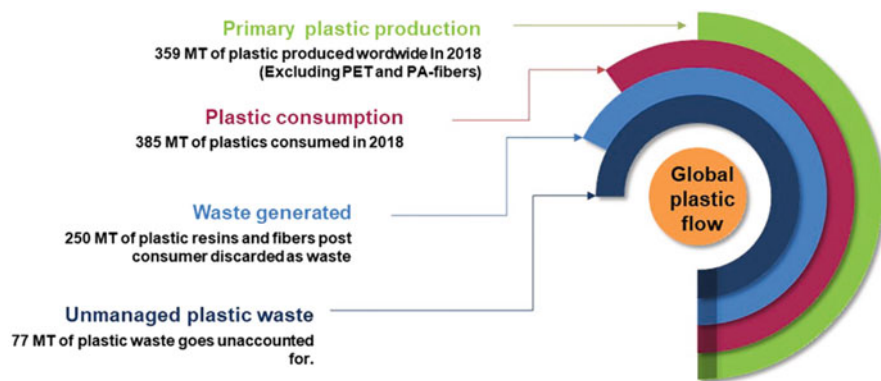 Primary plastic production
359 MT of plastic produced wordwide In 2018
(Excluding PET and PA-fibers)
Plastic consumption
385 MT of plastics consumed in 2018
Waste generated
250 MT of plastic resins and fibers post
consumer discarded as waste
Unmanaged plastic waste
77 MT of plastic waste goes unaccounted
for.
Global
plastic
flow